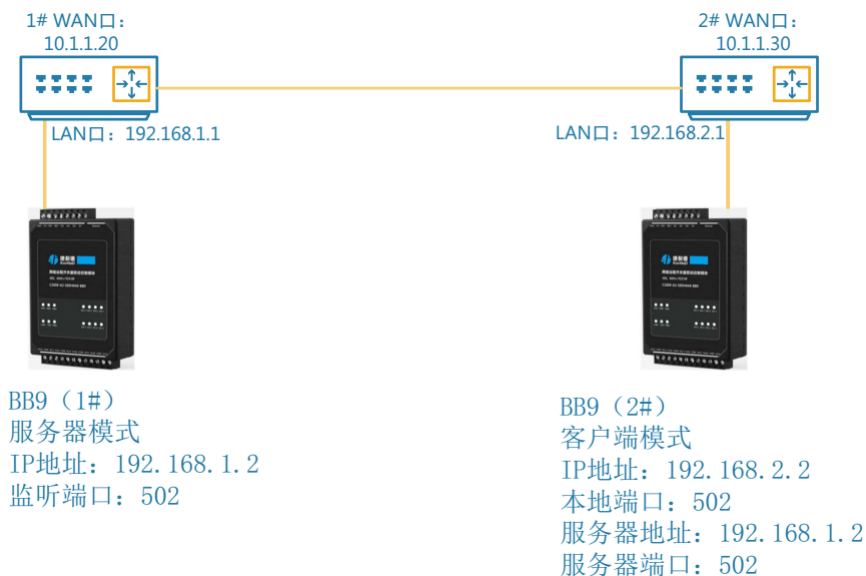 1# WAN口：
10.1.1.20
2# WAN口：
10.1.1.30
LAN口：192.168.1.1
LAN口：192.168.2.1
BB9（1#）
服务器模式
IP地址：192.168.1.2
监听端口：502
BB9（2#）
客户端模式
IP地址：192.168.2.2
本地端口：502
服务器地址：192.168.1.2
服务器端口：502